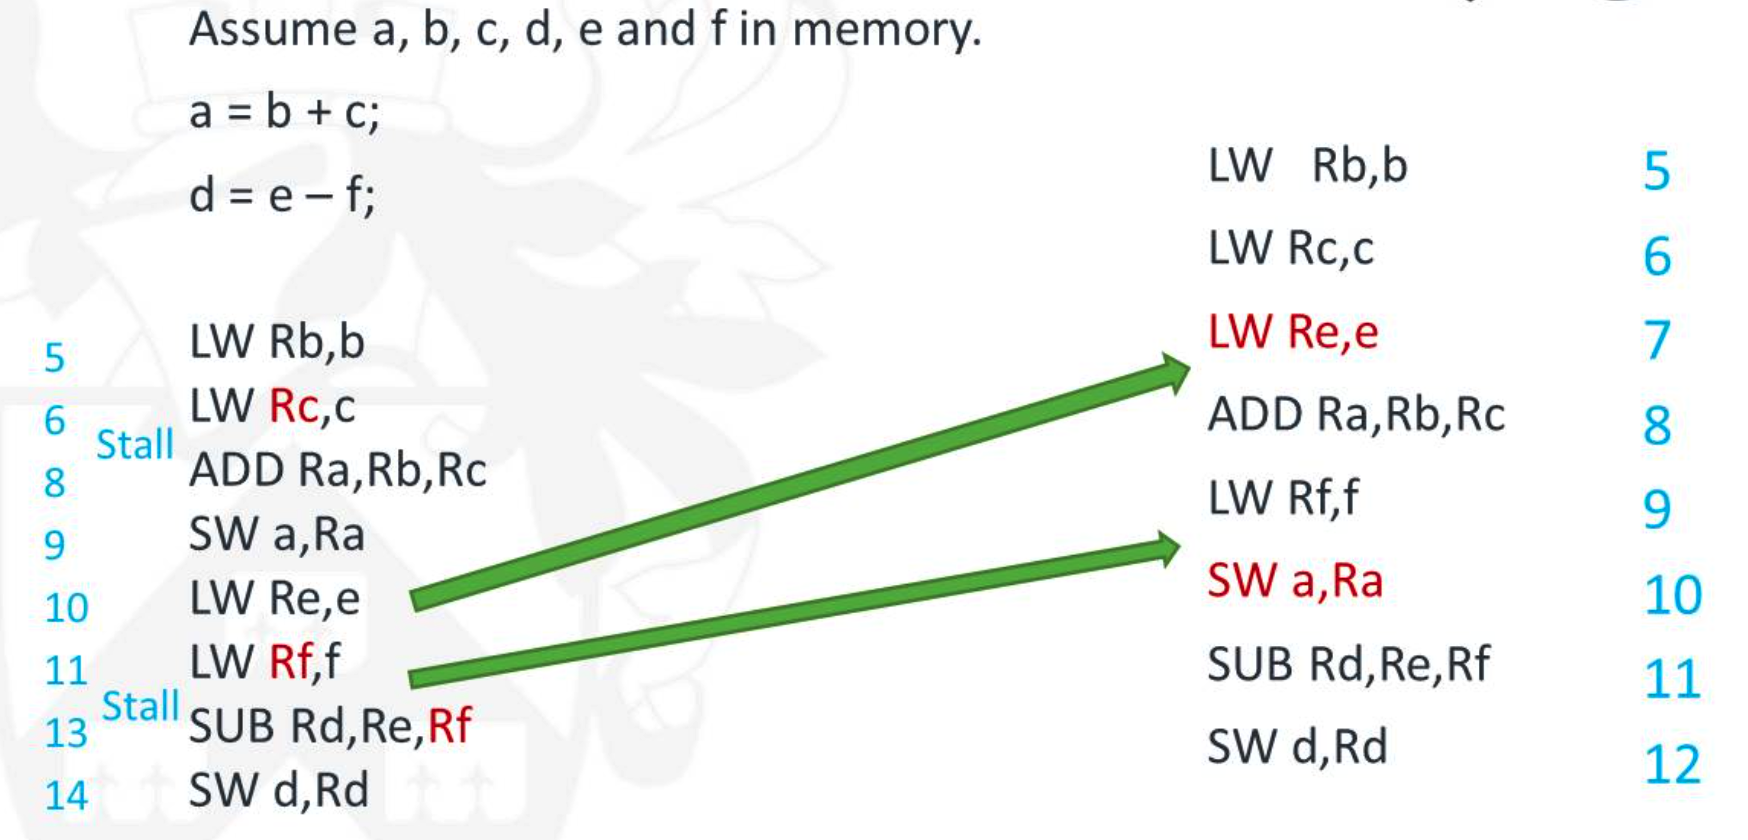 Assume a, b, c, d, e and f in memory.
a = b + c;
d = e – f;
5 LW Rb,b
6 LW Rc,c
Stall
8 ADD Ra,Rb,Rc
9 SW a,Ra
10 LW Re,e
11 LW Rf,f
Stall
13 SUB Rd,Re,Rf
14 SW d,Rd
LW Rb,b 5
LW Rc,c 6
LW Re,e 7
ADD Ra,Rb,Rc 8
LW Rf,f 9
SW a,Ra 10
SUB Rd,Re,Rf 11
SW d,Rd 12